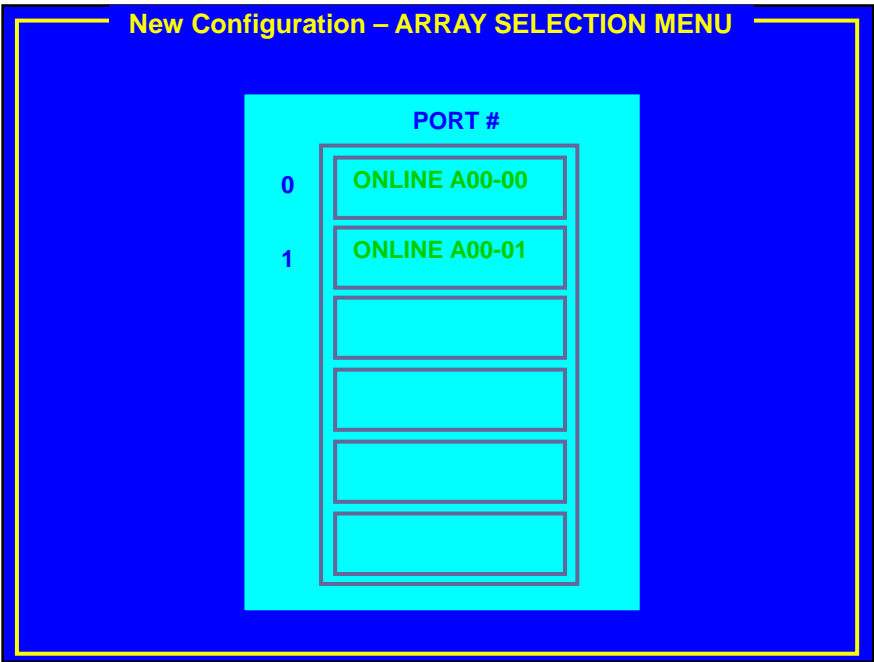 New Configuration – ARRAY SELECTION MENU
PORT #
0 ONLINE A00-00
1 ONLINE A00-01